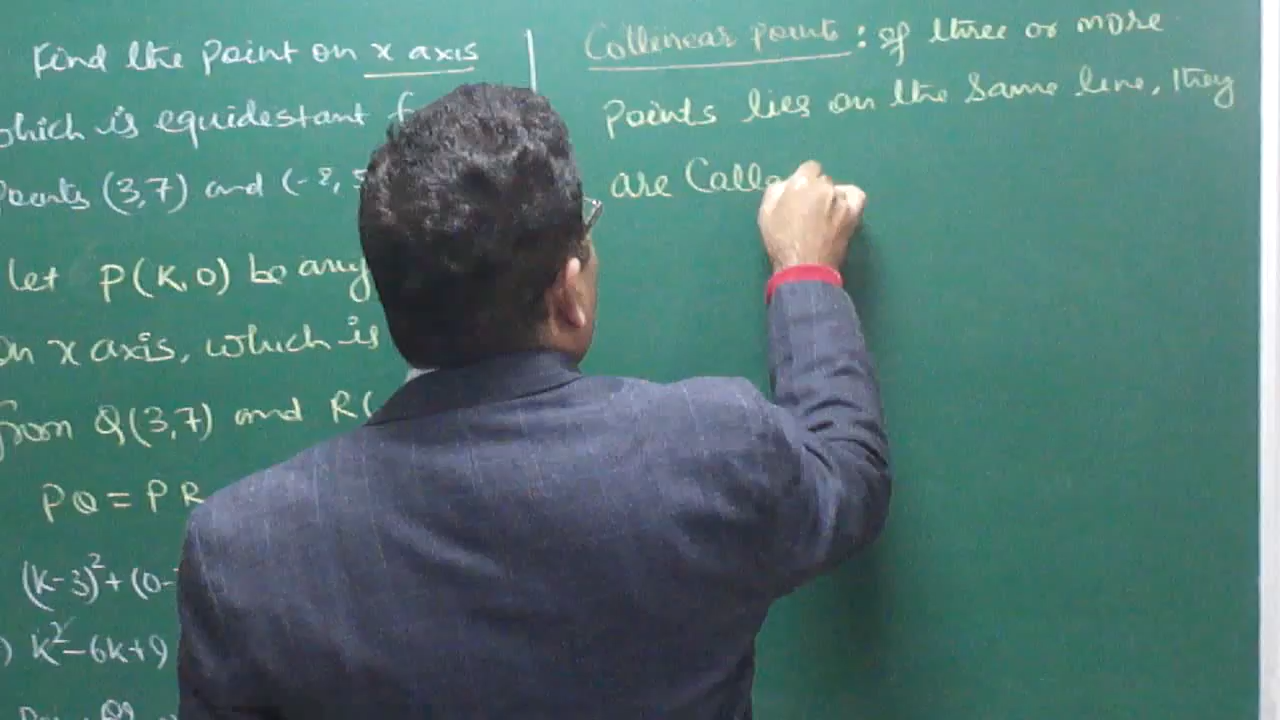 Find the point on x axis
which is equidestant
points (3,7) and (-2,
let P(K,0) be any
on x axis, which is
from Q(3,7) and R(
PQ = PR
(K-3)²+ (0-
) K²-6K+9
Collinear points : of three or more
points lies on the same line, they
are Calle